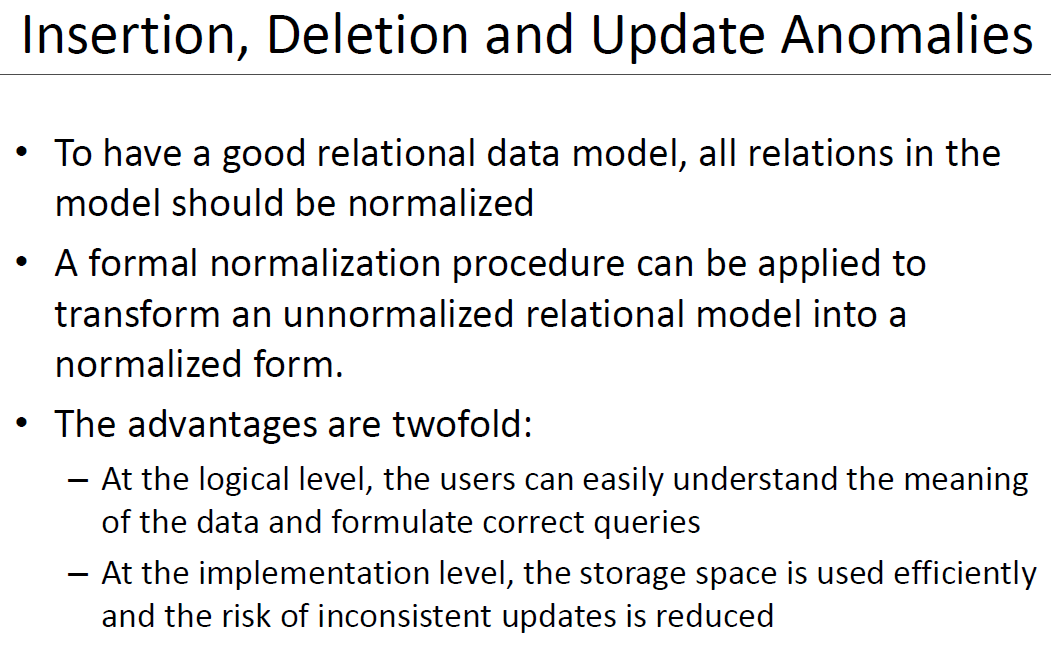 Insertion, Deletion and Update Anomalies
• To have a good relational data model, all relations in the
model should be normalized
• A formal normalization procedure can be applied to
transform an unnormalized relational model into a
normalized form.
• The advantages are twofold:
– At the logical level, the users can easily understand the meaning
of the data and formulate correct queries
– At the implementation level, the storage space is used efficiently
and the risk of inconsistent updates is reduced